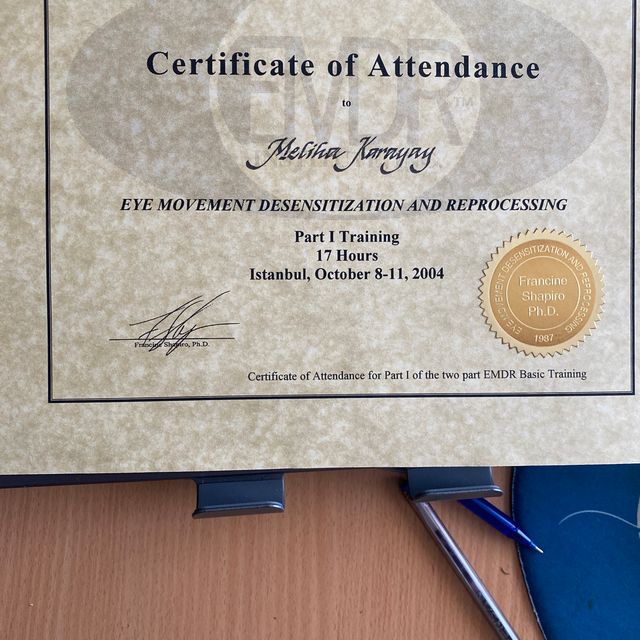 EMDR™
Certificate of Attendance
to
Meliha Karayay
EYE MOVEMENT DESENSITIZATION AND REPROCESSING
Part I Training
17 Hours
Istanbul, October 8-11, 2004
Francine Shapiro, Ph.D.
EYE MOVEMENT DESENSITIZATION AND REPROCESSING
Francine
Shapiro
Ph.D.
1987
Certificate of Attendance for Part I of the two part EMDR Basic Training